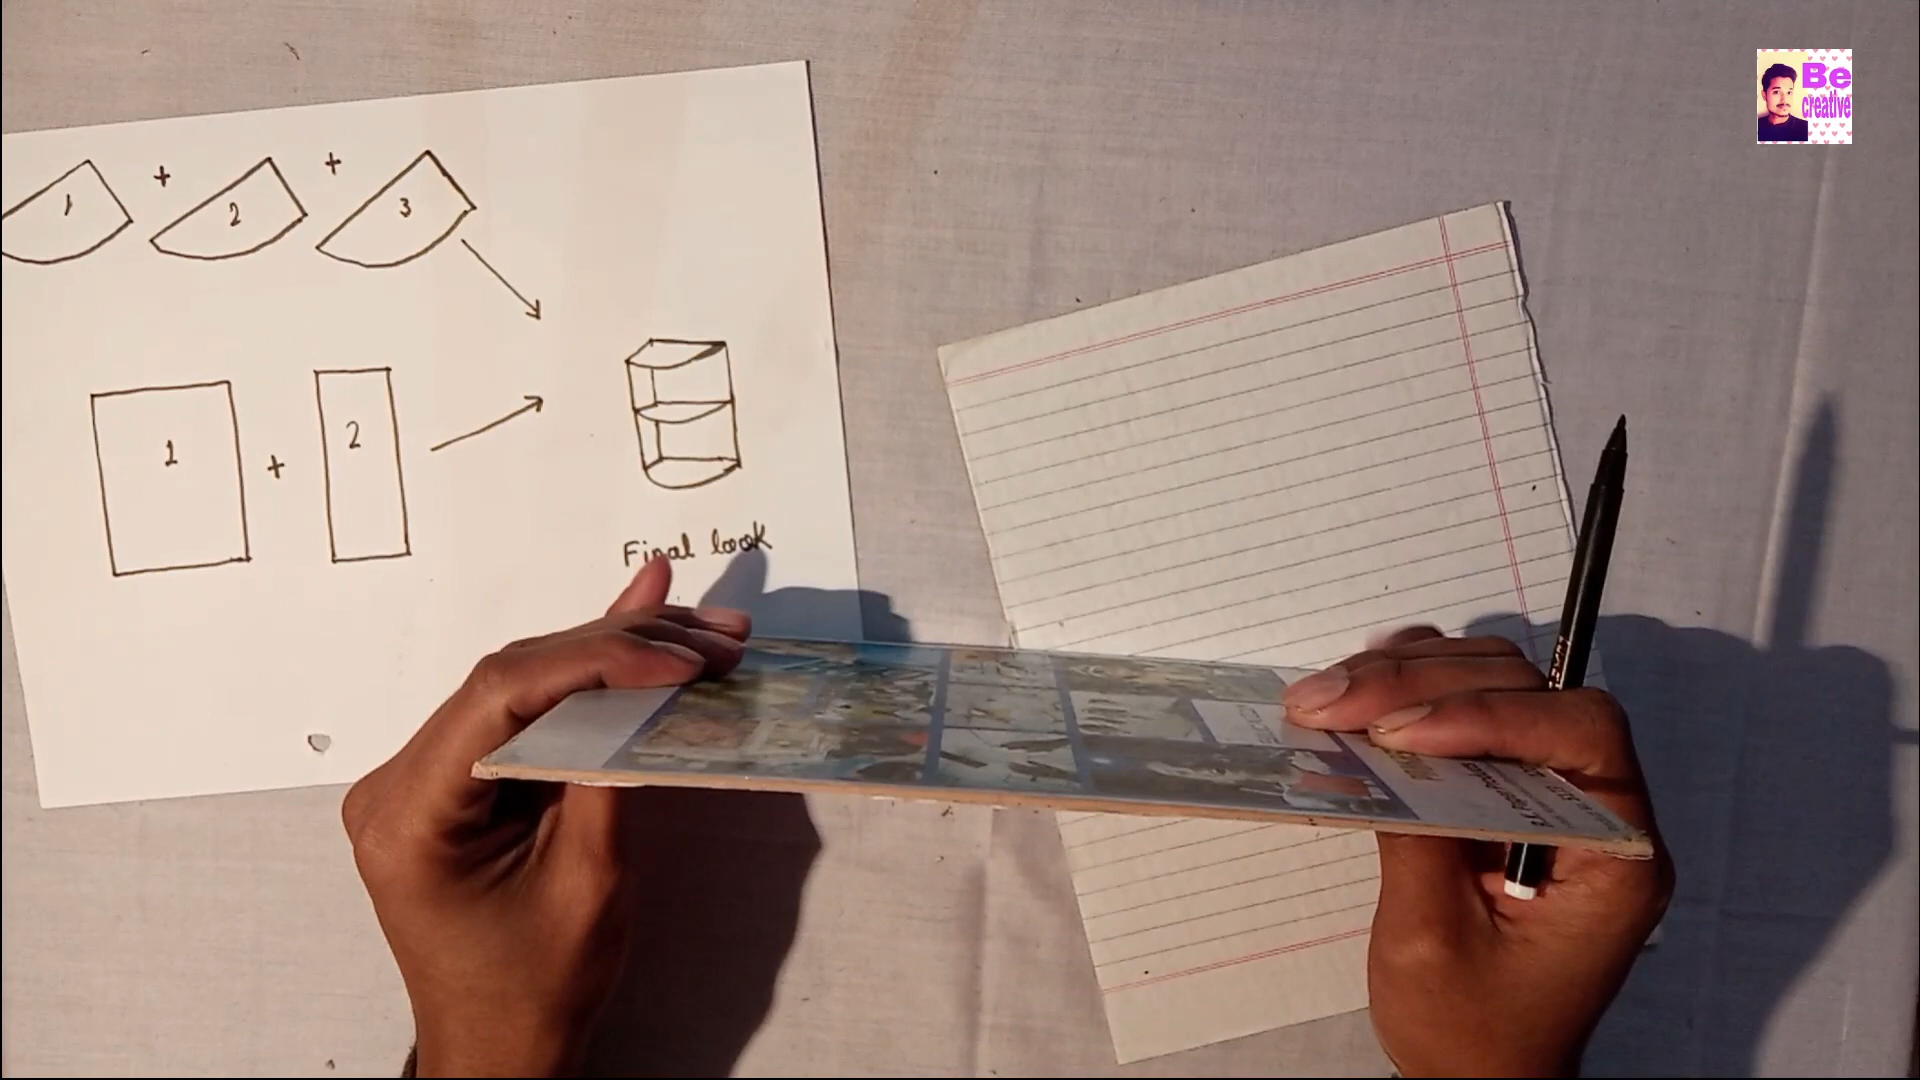 Be
creative
1 + 2 + 3
1 + 2
Final look